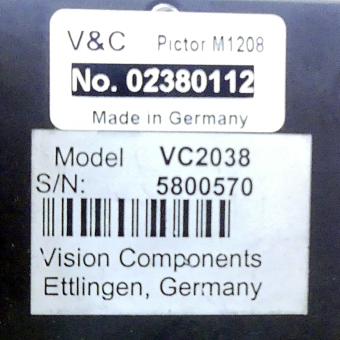 V&C Pictor M1208
No. 02380112
Made in Germany
Model VC2038
S/N: 5800570
Vision Components
Ettlingen, Germany